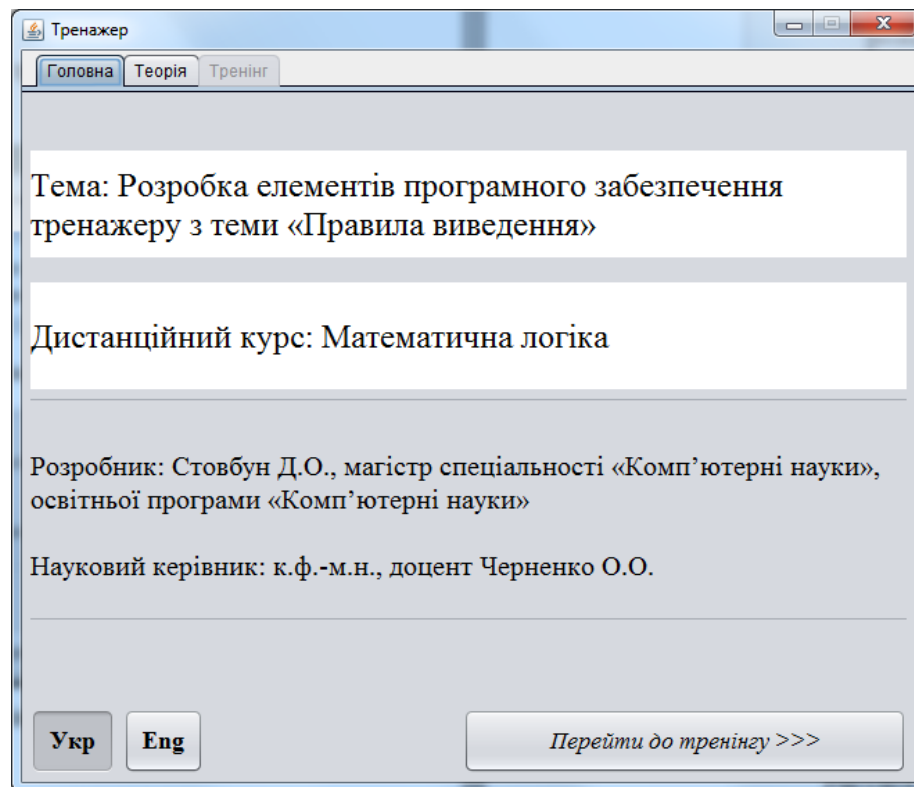 Тренажер
Головна Теорія Тренінг
Тема: Розробка елементів програмного забезпечення
тренажеру з теми «Правила виведення»
Дистанційний курс: Математична логіка
Розробник: Стовбун Д.О., магістр спеціальності «Комп’ютерні науки»,
освітньої програми «Комп’ютерні науки»
Науковий керівник: к.ф.-м.н., доцент Черненко О.О.
Укр Eng Перейти до тренінгу >>>